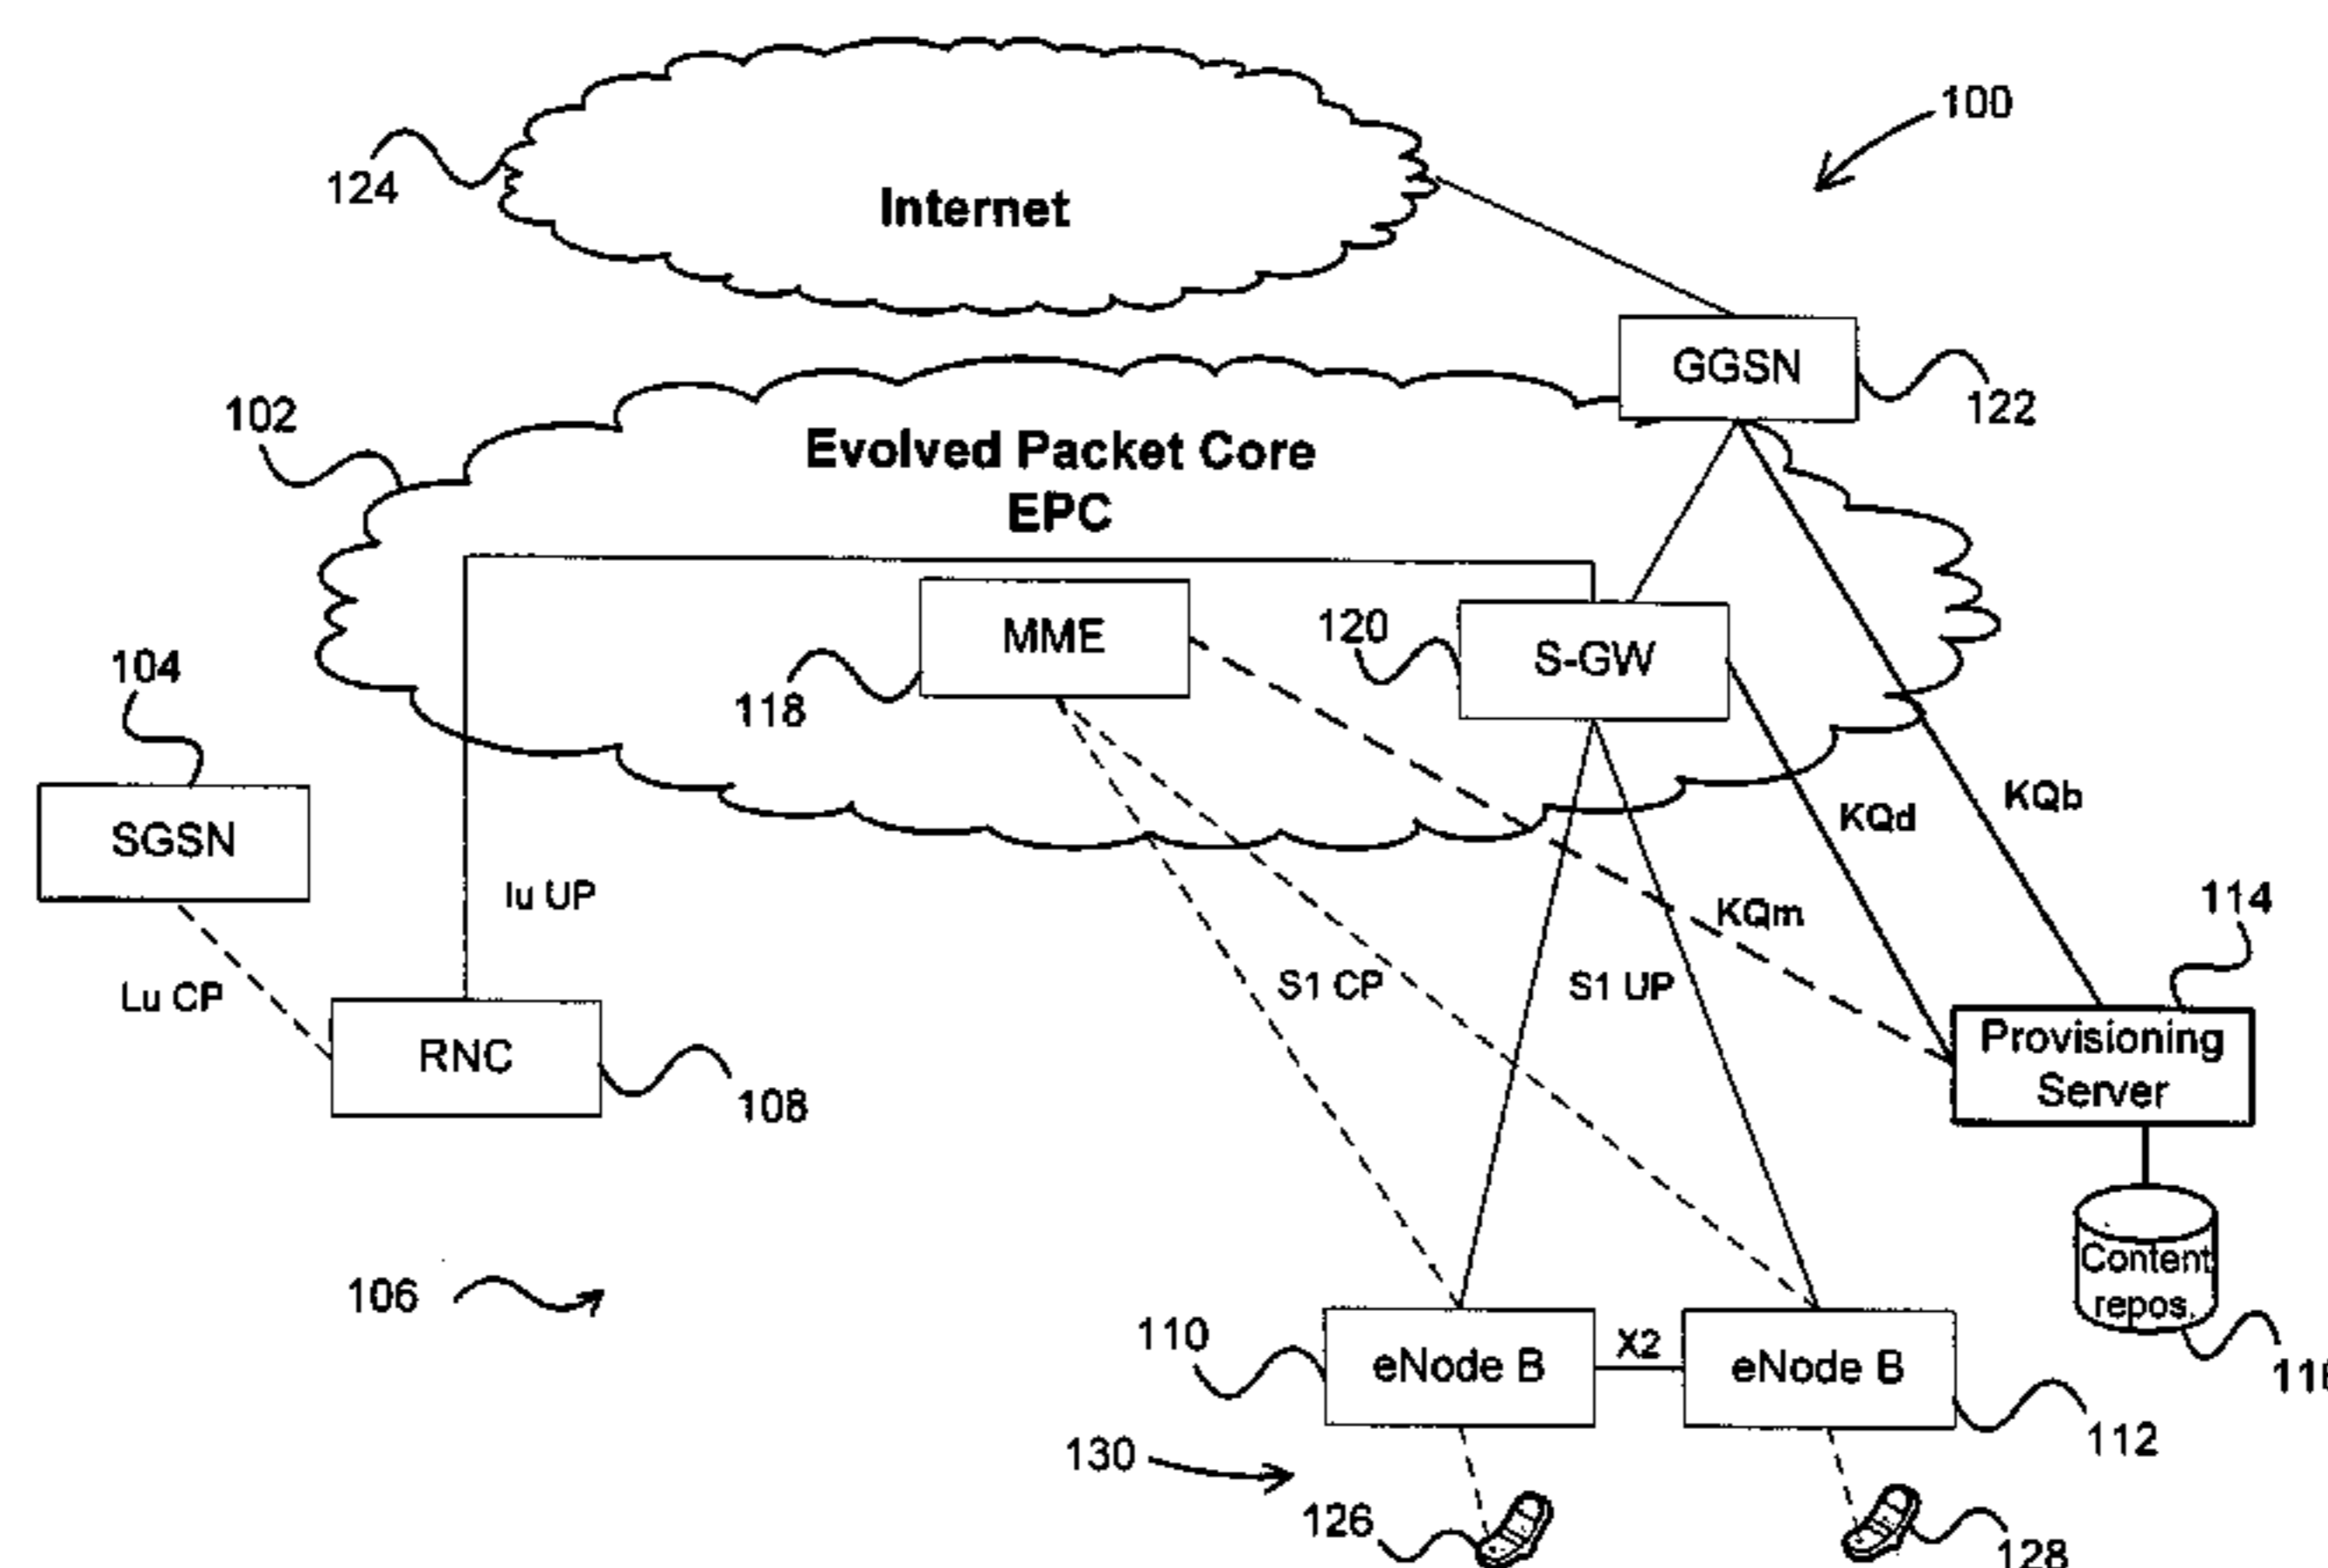 100
124
Internet
GGSN
122
102
Evolved Packet Core
EPC
MME
118
120
S-GW
104
SGSN
Iu UP
Lu CP
RNC
108
KQb
KQd
KQm
114
S1 CP
S1 UP
Provisioning
Server
Content
repos.
106
110
eNode B
X2
eNode B
112
130
126
128